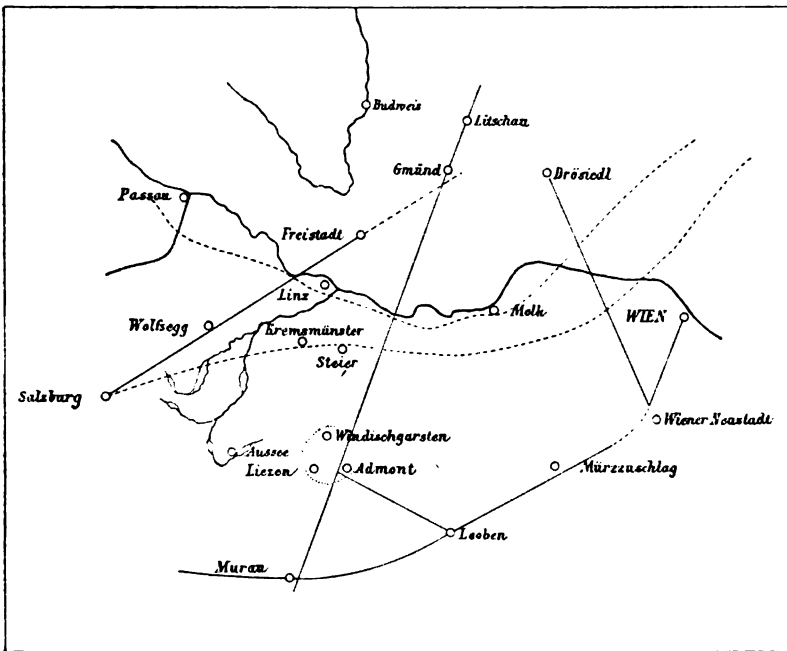 Budweis
Litschau
Gmünd
Drösiedl
Passau
Freistadt
Linz
Wolfsegg
Molk
WIEN
Kremsmünster
Steier
Salzburg
Wiener Neustadt
Windischgarsten
Aussee
Liezen
Admont
Mürzzuschlag
Leoben
Murau